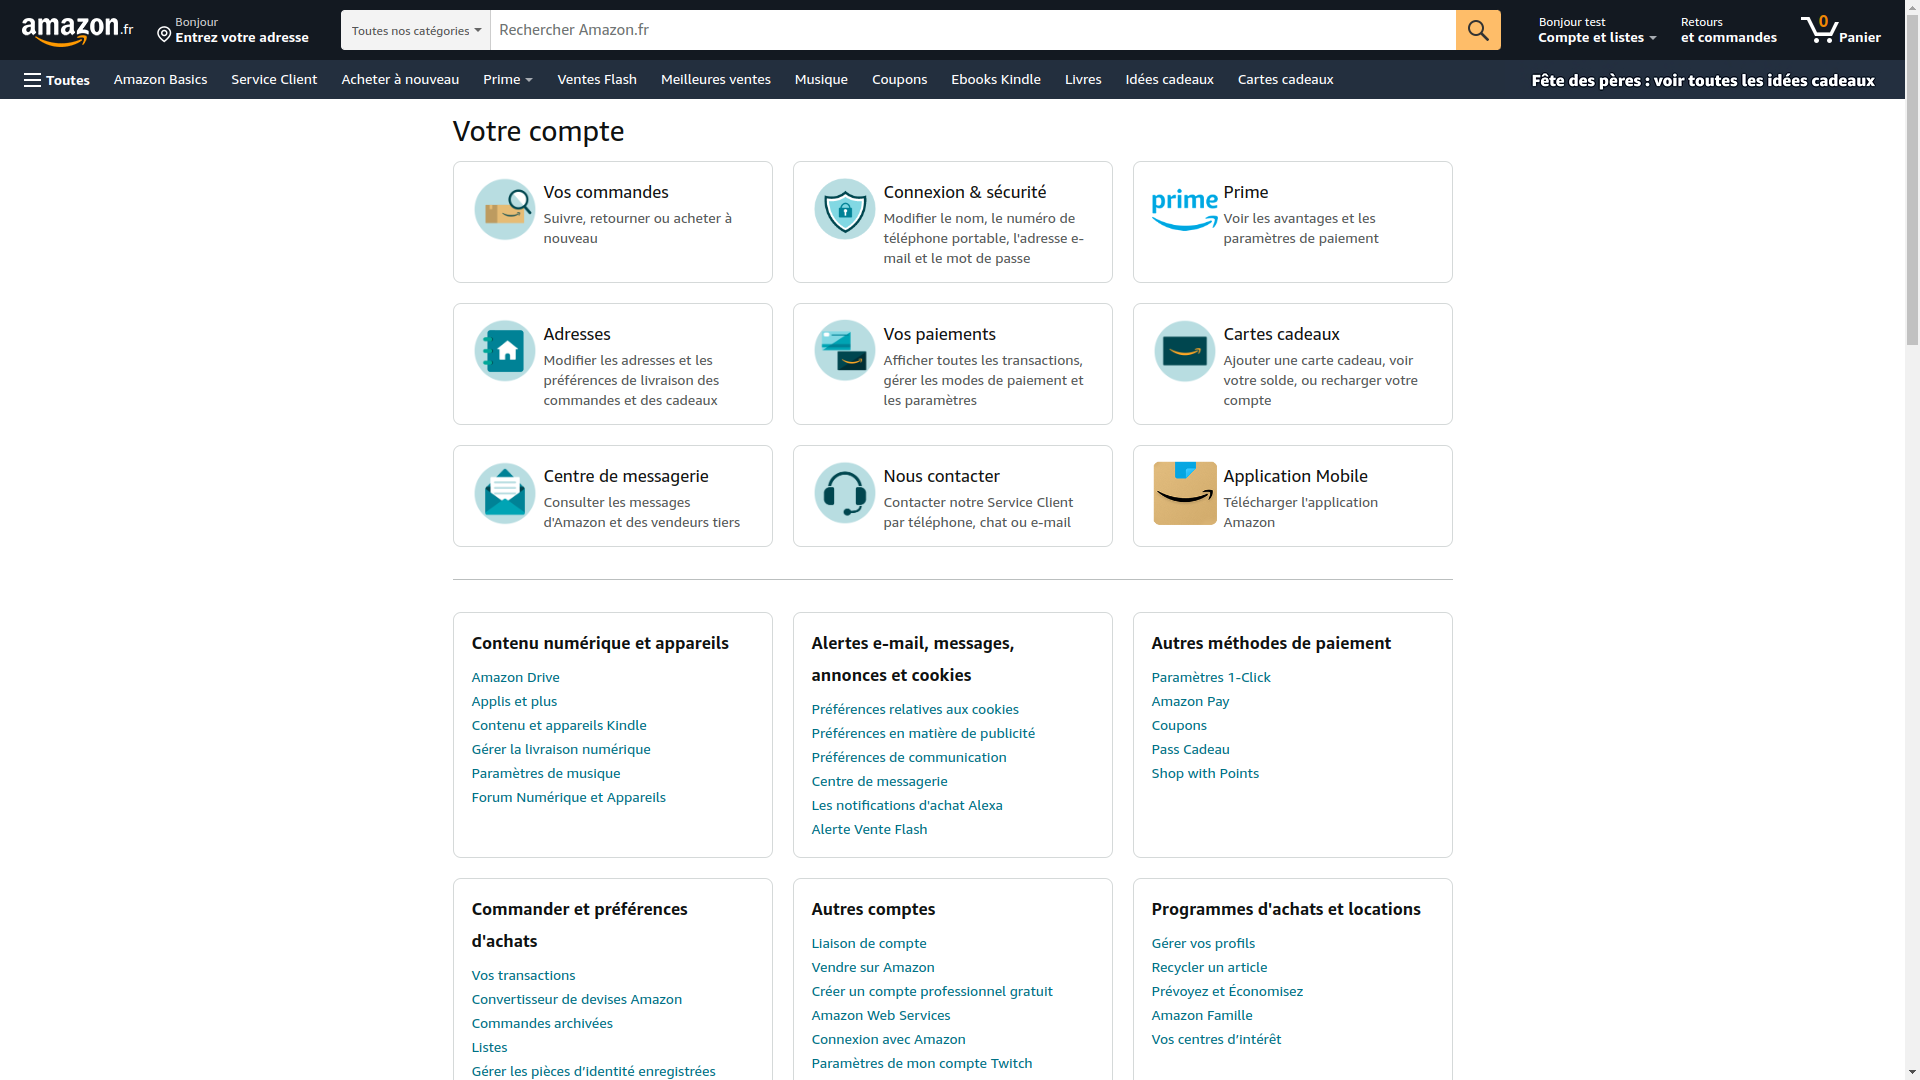 amazon.fr
Bonjour
Entrez votre adresse
Toutes nos catégories
Rechercher Amazon.fr
Bonjour test
Compte et listes
Retours
et commandes
0
Panier
Toutes
Amazon Basics
Service Client
Acheter à nouveau
Prime
Ventes Flash
Meilleures ventes
Musique
Coupons
Ebooks Kindle
Livres
Idées cadeaux
Cartes cadeaux
Fête des pères : voir toutes les idées cadeaux
Votre compte
Vos commandes
Suivre, retourner ou acheter à
nouveau
Connexion & sécurité
Modifier le nom, le numéro de
téléphone portable, l'adresse e-
mail et le mot de passe
prime
Prime
Voir les avantages et les
paramètres de paiement
Adresses
Modifier les adresses et les
préférences de livraison des
commandes et des cadeaux
Vos paiements
Afficher toutes les transactions,
gérer les modes de paiement et
les paramètres
Cartes cadeaux
Ajouter une carte cadeau, voir
votre solde, ou recharger votre
compte
Centre de messagerie
Consulter les messages
d'Amazon et des vendeurs tiers
Nous contacter
Contacter notre Service Client
par téléphone, chat ou e-mail
Application Mobile
Télécharger l'application
Amazon
Contenu numérique et appareils
Amazon Drive
Applis et plus
Contenu et appareils Kindle
Gérer la livraison numérique
Paramètres de musique
Forum Numérique et Appareils
Alertes e-mail, messages,
annonces et cookies
Préférences relatives aux cookies
Préférences en matière de publicité
Préférences de communication
Centre de messagerie
Les notifications d'achat Alexa
Alerte Vente Flash
Autres méthodes de paiement
Paramètres 1-Click
Amazon Pay
Coupons
Pass Cadeau
Shop with Points
Commander et préférences
d'achats
Vos transactions
Convertisseur de devises Amazon
Commandes archivées
Listes
Gérer les pièces d’identité enregistrées
Autres comptes
Liaison de compte
Vendre sur Amazon
Créer un compte professionnel gratuit
Amazon Web Services
Connexion avec Amazon
Paramètres de mon compte Twitch
Programmes d'achats et locations
Gérer vos profils
Recycler un article
Prévoyez et Économisez
Amazon Famille
Vos centres d’intérêt